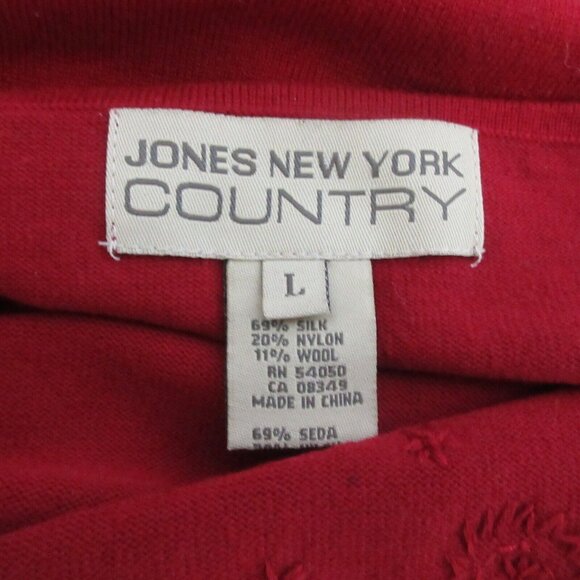 JONES NEW YORK
COUNTRY
L
69% SILK
20% NYLON
11% WOOL
RN 54050
CA 08349
MADE IN CHINA
69% SEDA